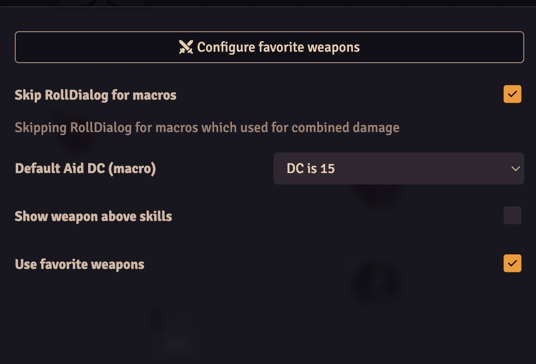 Configure favorite weapons
Skip RollDialog for macros
Skipping RollDialog for macros which used for combined damage
Default Aid DC (macro)
DC is 15
Show weapon above skills
Use favorite weapons